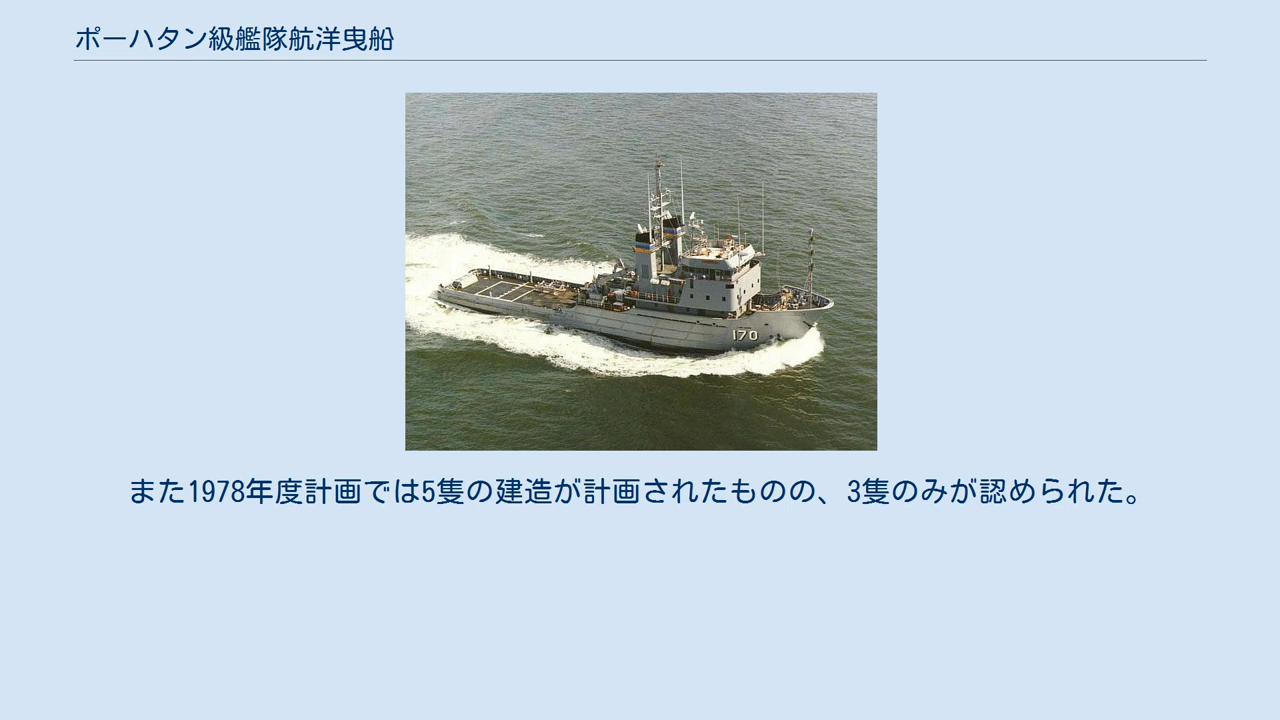 ポーハタン級艦隊航洋曳船
170
また1978年度計画では5隻の建造が計画されたものの、3隻のみが認められた。